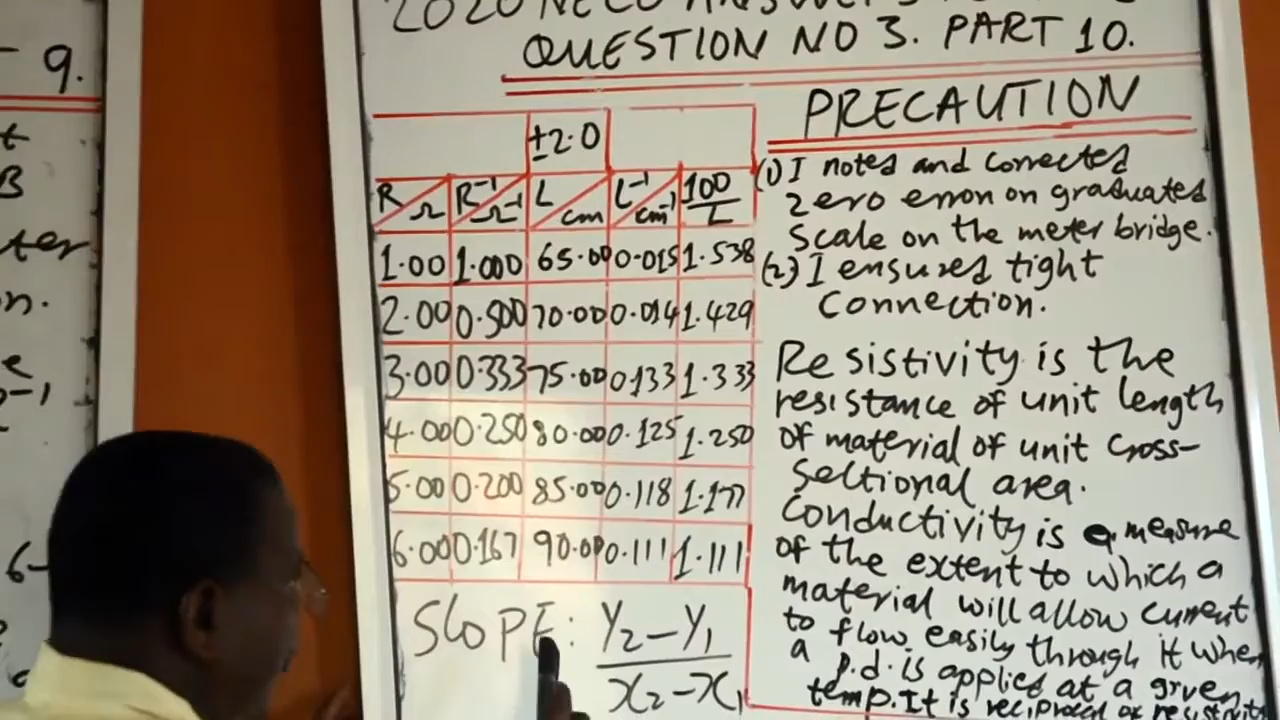 - 9.
QUESTION NO 3. PART 10.
PRECAUTION
±2.0
R/Ω R⁻¹/Ω⁻¹ L/cm L⁻¹/cm⁻¹ 100/L
1.00 1.000 65.00 0.015 1.538
2.00 0.500 70.00 0.014 1.429
3.00 0.333 75.00 0.133 1.333
4.00 0.250 80.00 0.125 1.250
5.00 0.200 85.00 0.118 1.177
6.00 0.167 90.00 0.111 1.111
SLOPE: Y₂-Y₁
x₂-x₁
(1) I notes and corrected
zero error on graduated
scale on the meter bridge.
(2) I ensures tight
connection.
Resistivity is the
resistance of unit length
of material of unit cross-
sectional area.
Conductivity is a measure
of the extent to which a
material will allow current
to flow easily through it when
a p.d. is applied at a given
temp. It is reciprocal of resistivity